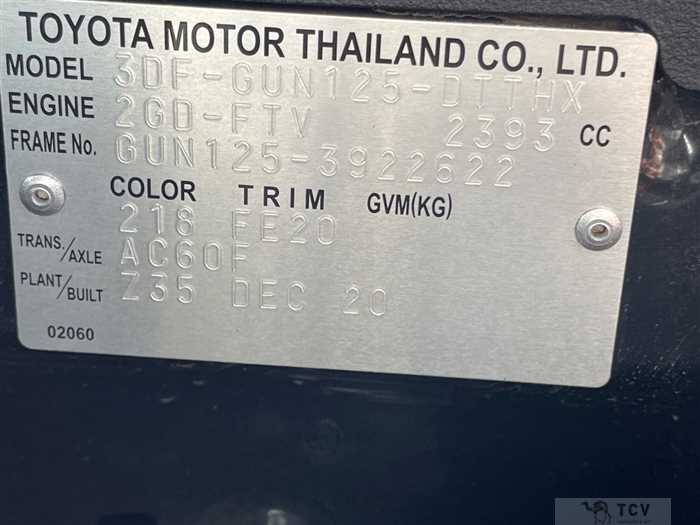 TOYOTA MOTOR THAILAND CO., LTD.
MODEL 3DF-GUN125-DTTHX
ENGINE 2GD-FTV 2393 CC
FRAME No. GUN125-3922622
COLOR TRIM GVM(KG)
218 FE20
TRANS./AXLE AC60F
PLANT/BUILT Z35 DEC 20
02060
TCV